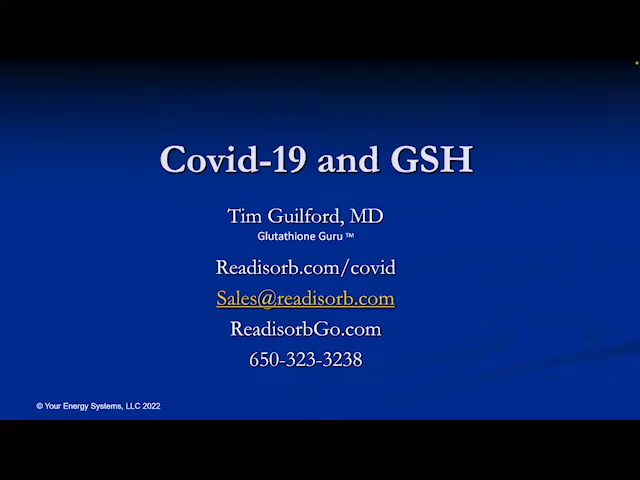 Covid-19 and GSH
Tim Guilford, MD
Glutathione Guru ™
Readisorb.com/covid
Sales@readisorb.com
ReadisorbGo.com
650-323-3238
© Your Energy Systems, LLC 2022